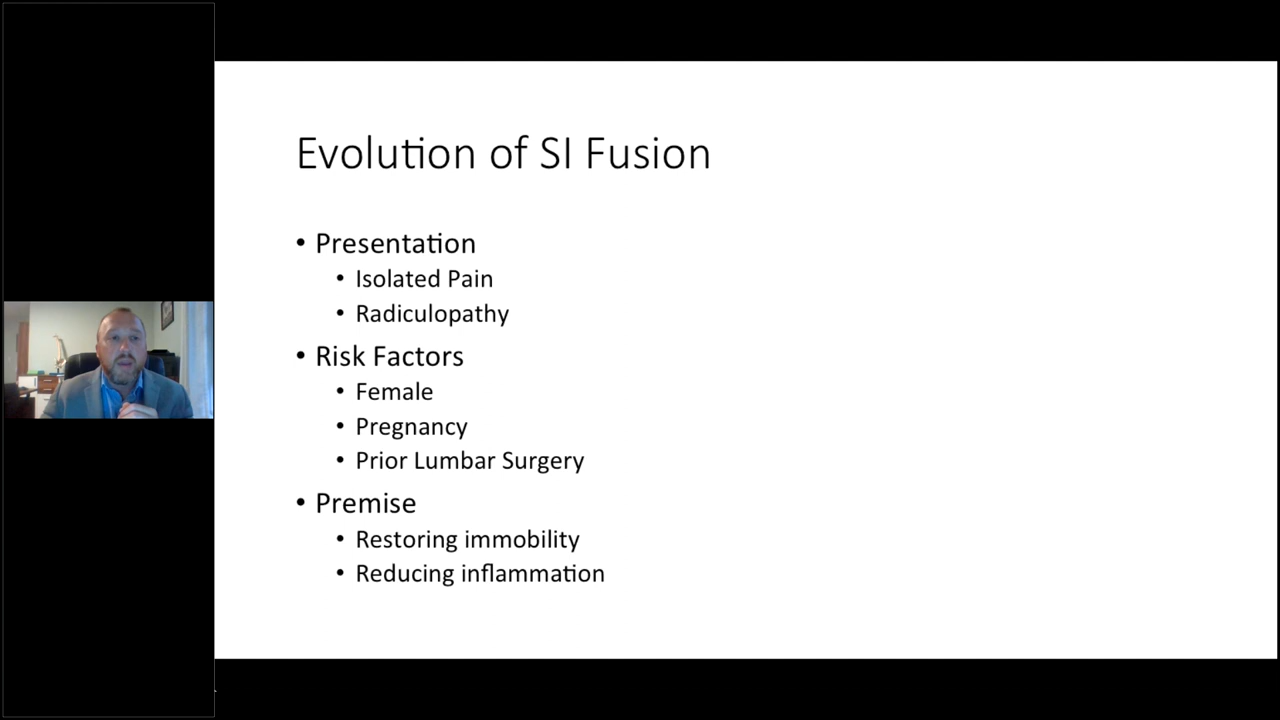 Evolution of SI Fusion
• Presentation
• Isolated Pain
• Radiculopathy
• Risk Factors
• Female
• Pregnancy
• Prior Lumbar Surgery
• Premise
• Restoring immobility
• Reducing inflammation